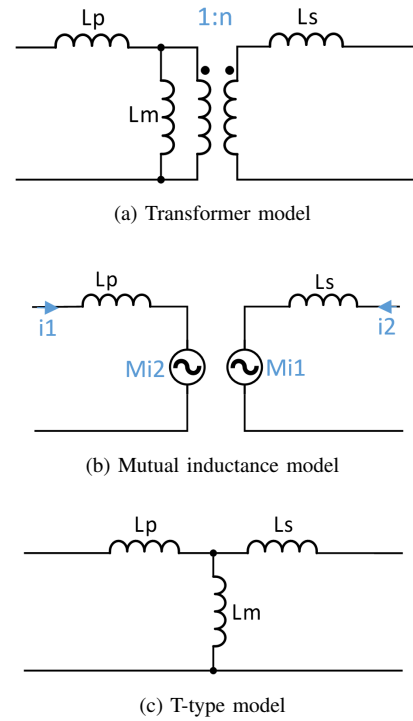 Lp
1:n
Ls
Lm
(a) Transformer model
Lp
Ls
i1
i2
Mi2
Mi1
(b) Mutual inductance model
Lp
Ls
Lm
(c) T-type model